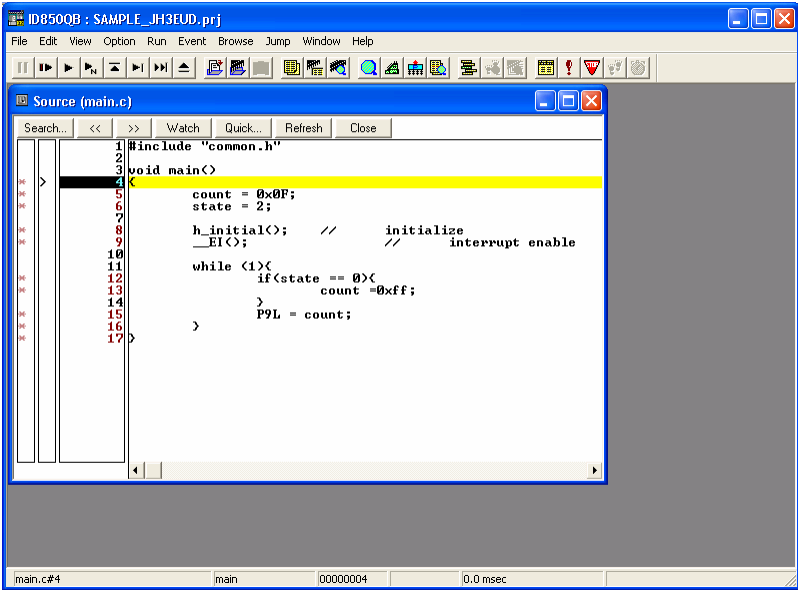 ID850QB : SAMPLE_JH3EUD.prj
File Edit View Option Run Event Browse Jump Window Help
Source (main.c)
Search... << >> Watch Quick... Refresh Close
1 #include "common.h"
2
3 void main()
* > 4 {
* 5 count = 0x0F;
* 6 state = 2;
7
* 8 h_initial(); // initialize
* 9 __EI(); // interrupt enable
10
11 while (1){
* 12 if(state == 0){
* 13 count =0xff;
14 }
* 15 P9L = count;
* 16 }
* 17 }
main.c#4 main 00000004 0.0 msec